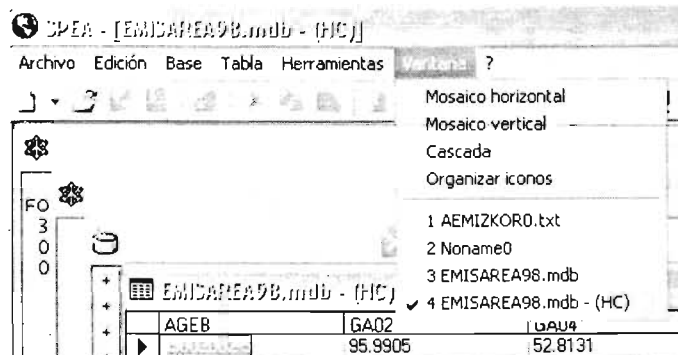 SPEA - [EMISAREA98.mdb - (HC)]
Archivo Edición Base Tabla Herramientas Ventana ?
Mosaico horizontal
Mosaico vertical
Cascada
Organizar iconos
1 AEMIZKOR0.txt
2 Noname0
3 EMISAREA98.mdb
4 EMISAREA98.mdb - (HC)
FO
3
0
0
0
EMISAREA98.mdb - (HC)
AGEB GA02 GA04
95.9905 52.8131